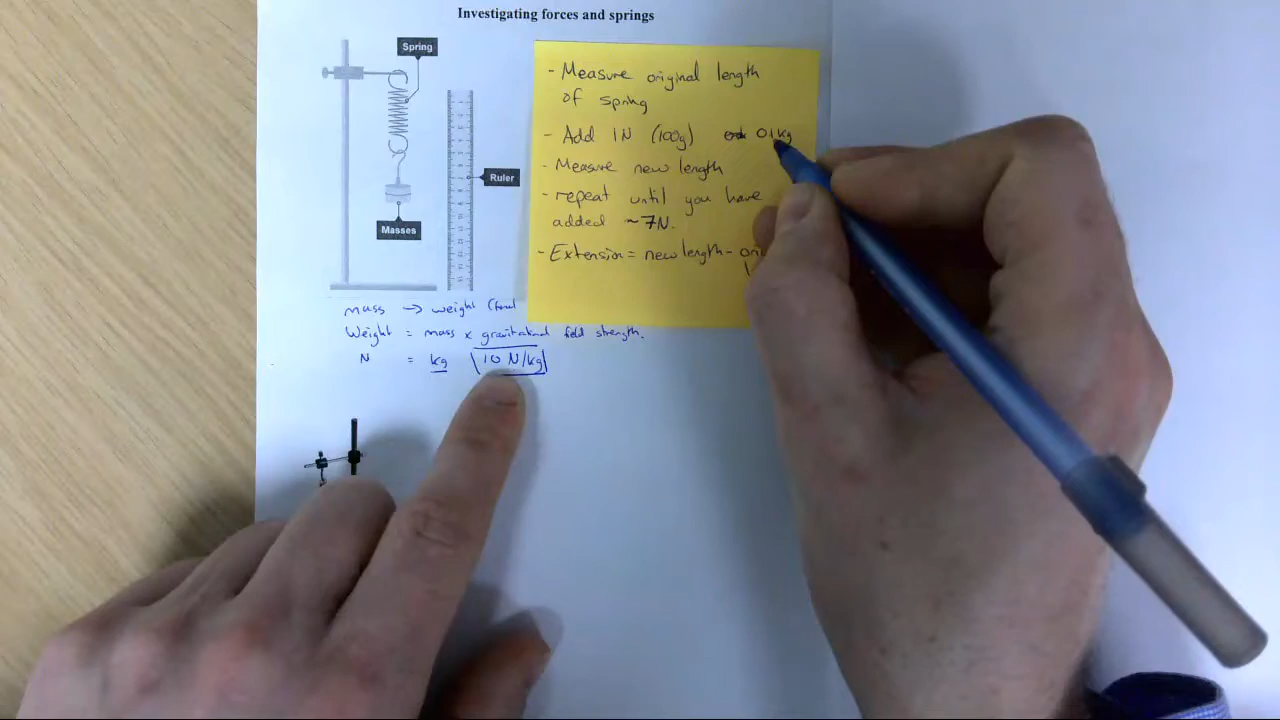 Investigating forces and springs
Spring
Ruler
Masses
- Measure original length
of spring
- Add 1N (100g) 0.1kg
- Measure new length
- repeat until you have
added ~7N.
- Extension = new length -
mass → weight
Weight = mass x gravitational field strength.
N = kg 10 N/kg